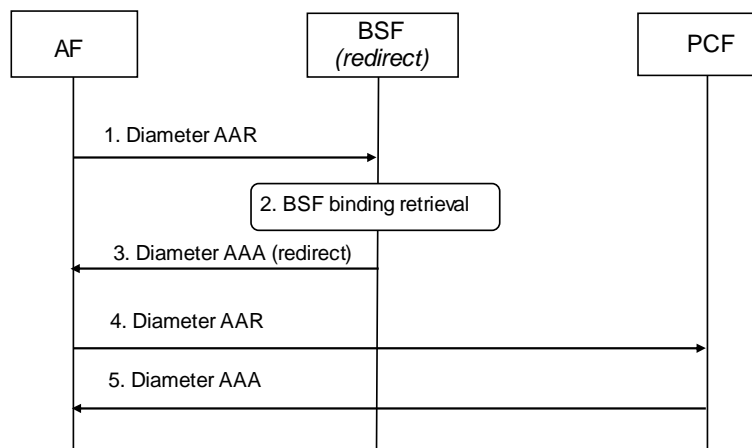 AF
BSF
(redirect)
PCF
1. Diameter AAR
2. BSF binding retrieval
3. Diameter AAA (redirect)
4. Diameter AAR
5. Diameter AAA